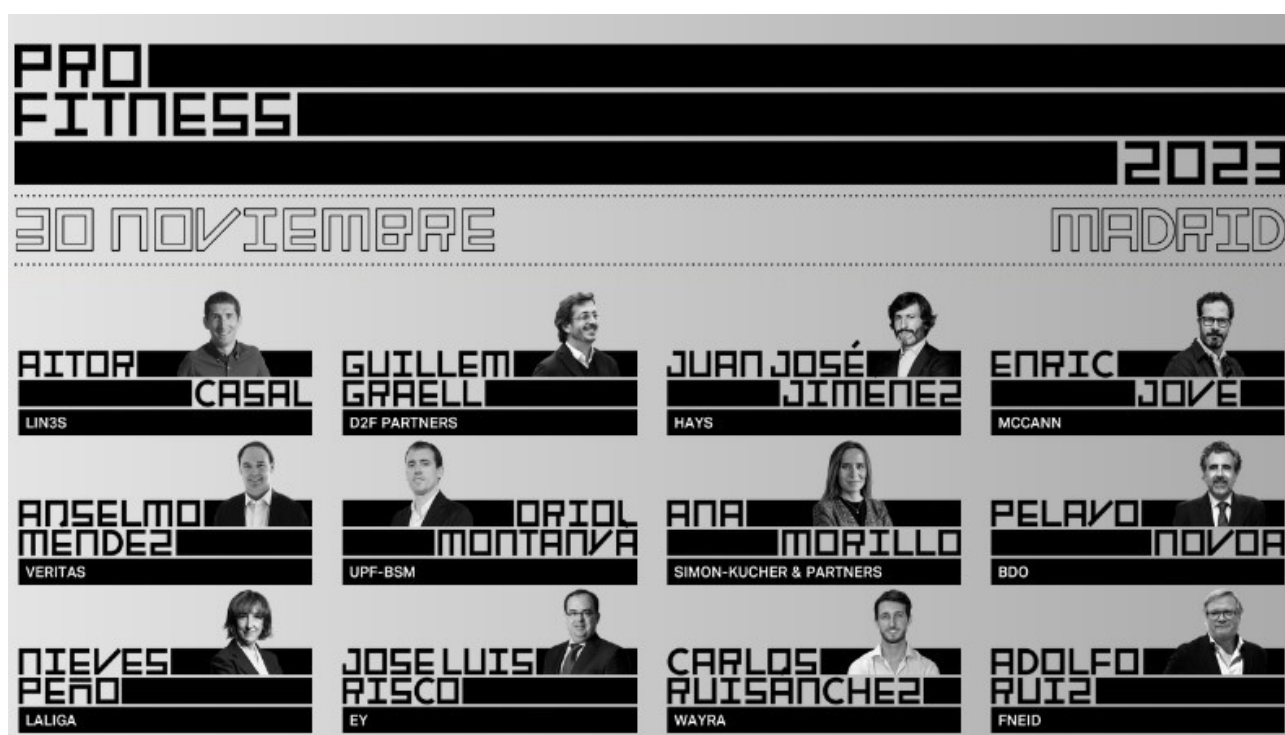 PRO
FITNESS
2023
30 NOVIEMBRE MADRID
AITOR
CASAL
LIN3S
GUILLEM
GRAELL
D2F PARTNERS
JUAN JOSÉ
JIMENEZ
HAYS
ENRIC
JOVE
MCCANN
ANSELMO
MENDEZ
VERITAS
ORIOL
MONTANYA
UPF-BSM
ANA
MORILLO
SIMON-KUCHER & PARTNERS
PELAYO
NOVOA
BDO
NIEVES
PEÑO
LALIGA
JOSE LUIS
RISCO
EY
CARLOS
RUISANCHEZ
WAYRA
ADOLFO
RUIZ
FNEID